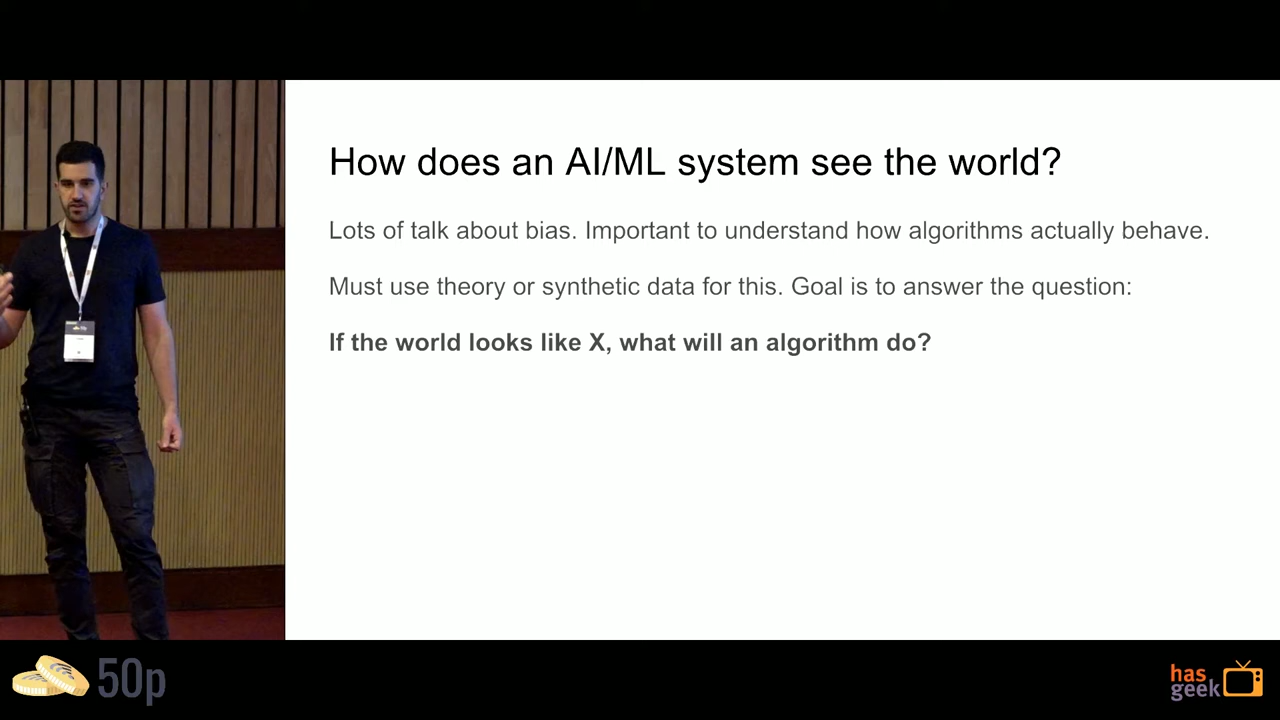 How does an AI/ML system see the world?
Lots of talk about bias. Important to understand how algorithms actually behave.
Must use theory or synthetic data for this. Goal is to answer the question:
If the world looks like X, what will an algorithm do?
50p
50p
has
geek